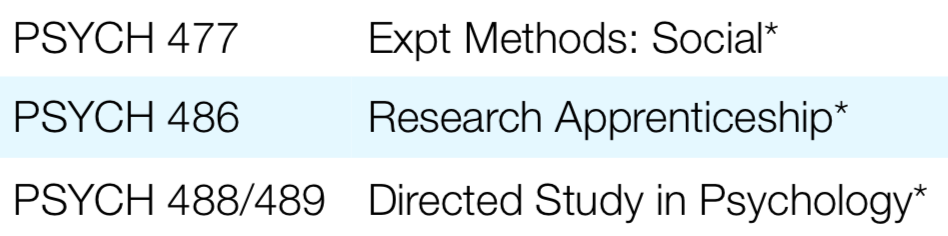 PSYCH 477 Expt Methods: Social*
PSYCH 486 Research Apprenticeship*
PSYCH 488/489 Directed Study in Psychology*